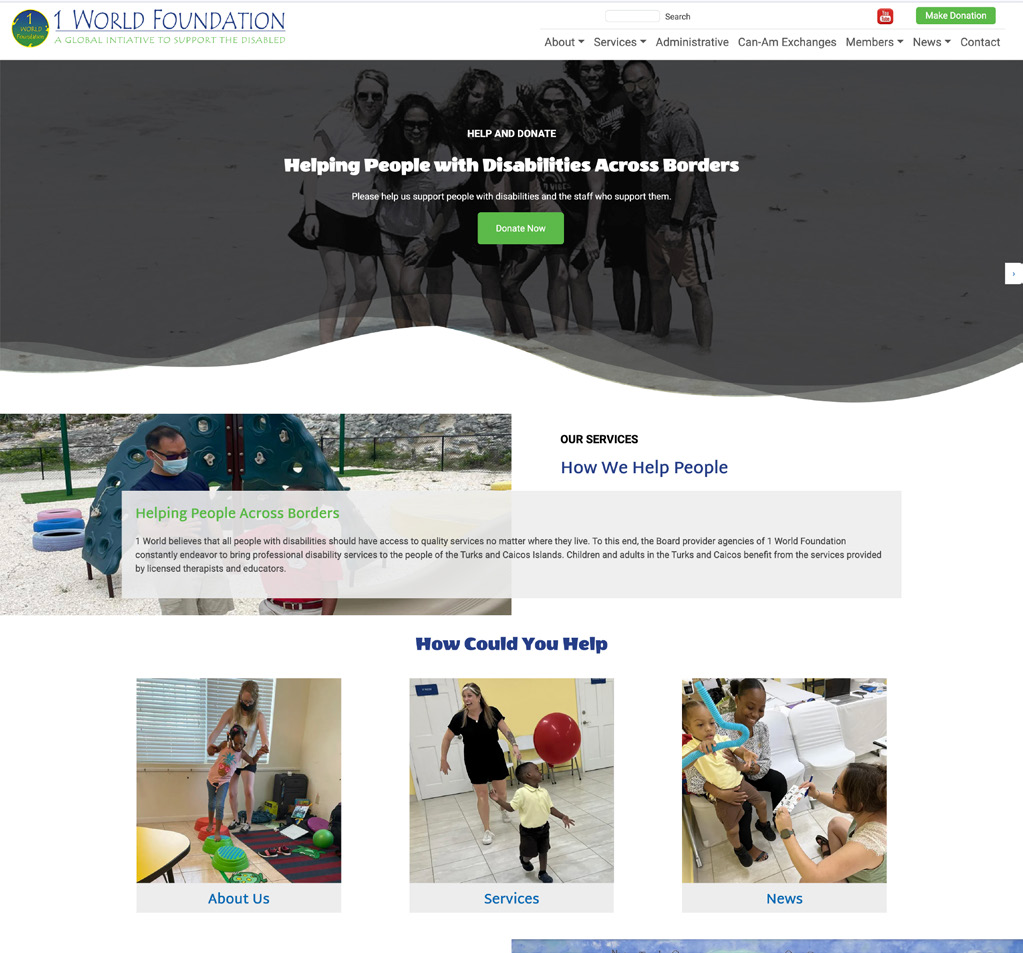 1 WORLD Foundation
1 World Foundation
A Global Intiative to Support the Disabled
Search
You Tube
Make Donation
About Services Administrative Can-Am Exchanges Members News Contact
HELP AND DONATE
Helping People with Disabilities Across Borders
Please help us support people with disabilities and the staff who support them.
Donate Now
OUR SERVICES
How We Help People
Helping People Across Borders
1 World believes that all people with disabilities should have access to quality services no matter where they live. To this end, the Board provider agencies of 1 World Foundation
constantly endeavor to bring professional disability services to the people of the Turks and Caicos Islands. Children and adults in the Turks and Caicos benefit from the services provided
by licensed therapists and educators.
How Could You Help
About Us
Services
News